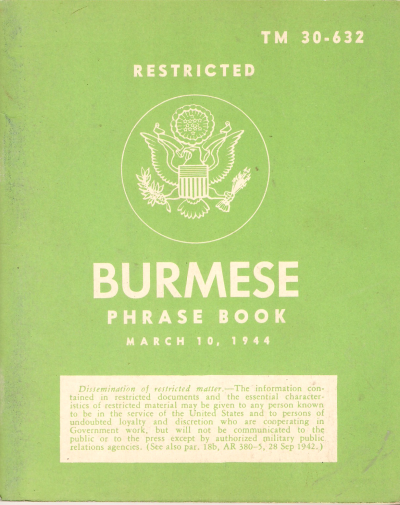 TM 30-632
RESTRICTED
BURMESE
PHRASE BOOK
MARCH 10, 1944
Dissemination of restricted matter.—The information con-
tained in restricted documents and the essential character-
istics of restricted material may be given to any person known
to be in the service of the United States and to persons of
undoubted loyalty and discretion who are cooperating in
Government work, but will not be communicated to the
public or to the press except by authorized military public
relations agencies. (See also par. 18b, AR 380-5, 28 Sep 1942.)